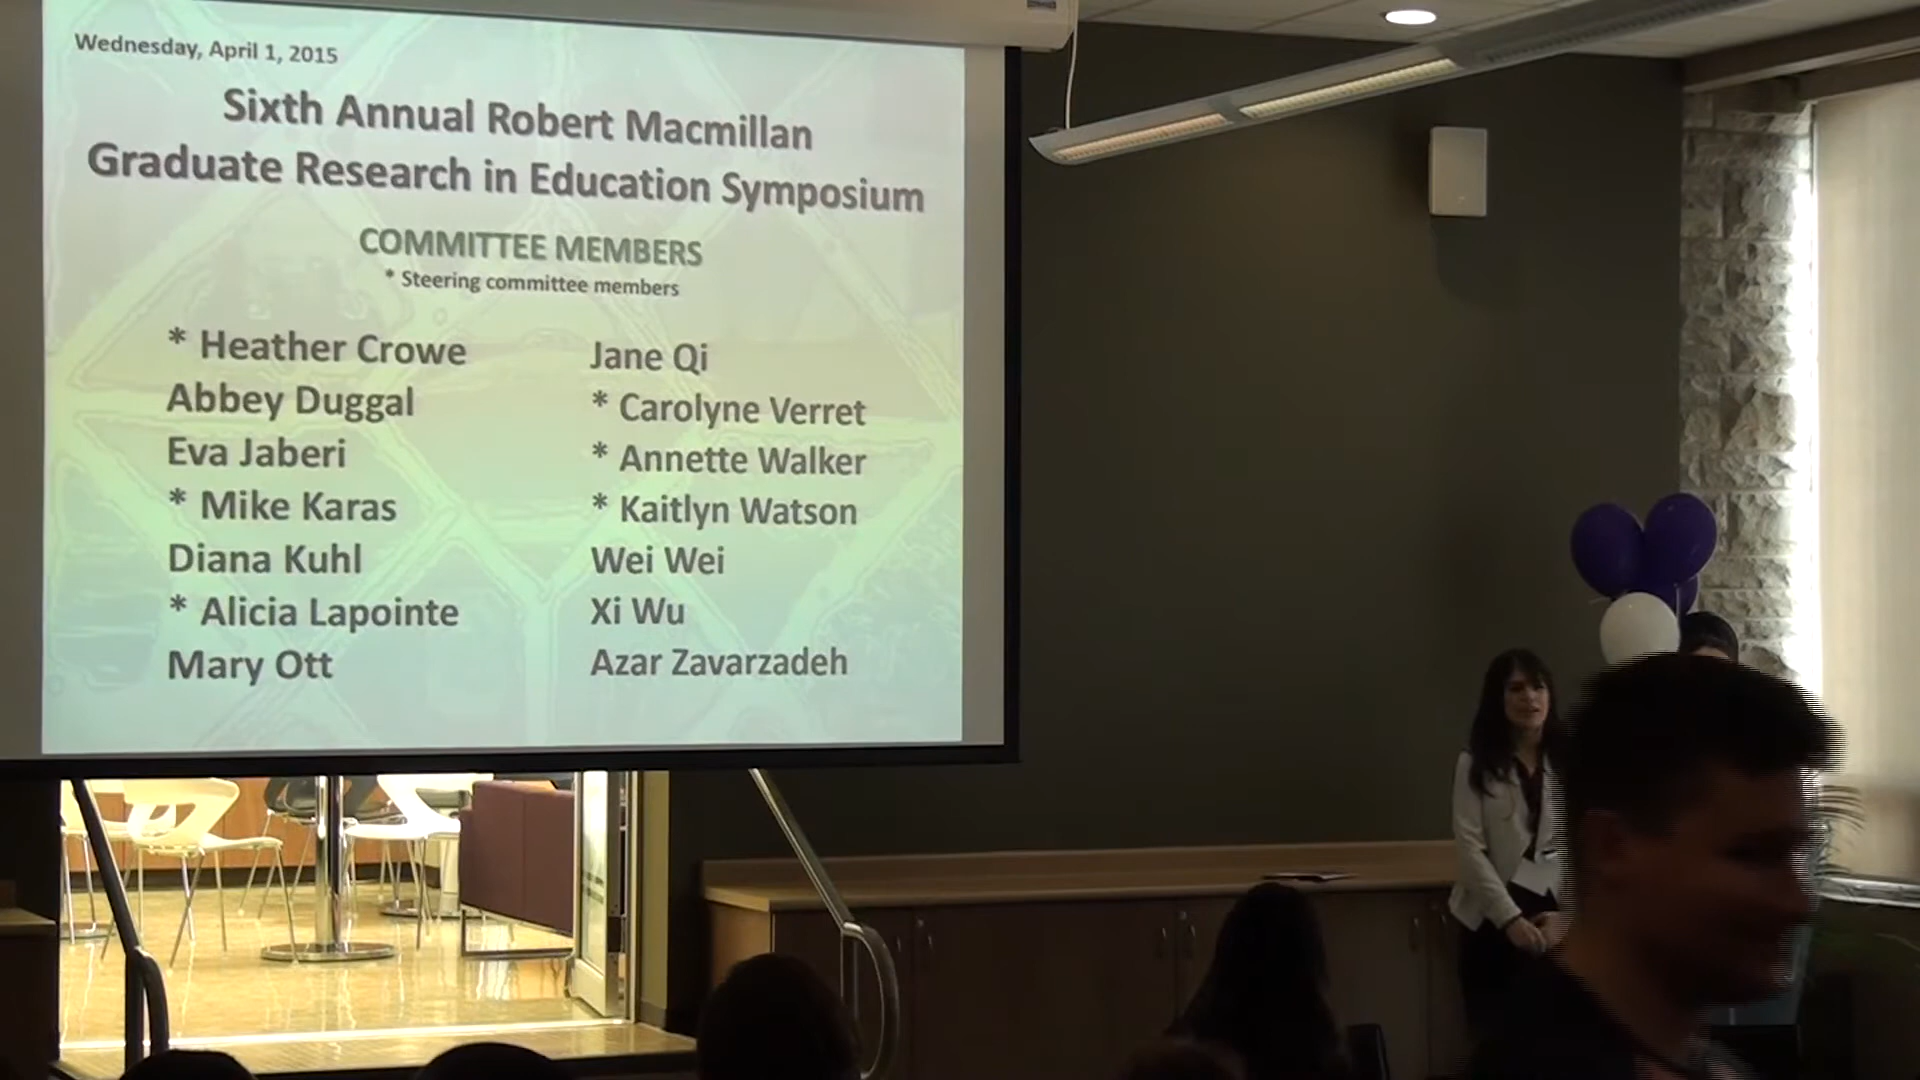 Wednesday, April 1, 2015
Sixth Annual Robert Macmillan
Graduate Research in Education Symposium
COMMITTEE MEMBERS
* Steering committee members
* Heather Crowe
Abbey Duggal
Eva Jaberi
* Mike Karas
Diana Kuhl
* Alicia Lapointe
Mary Ott
Jane Qi
* Carolyne Verret
* Annette Walker
* Kaitlyn Watson
Wei Wei
Xi Wu
Azar Zavarzadeh